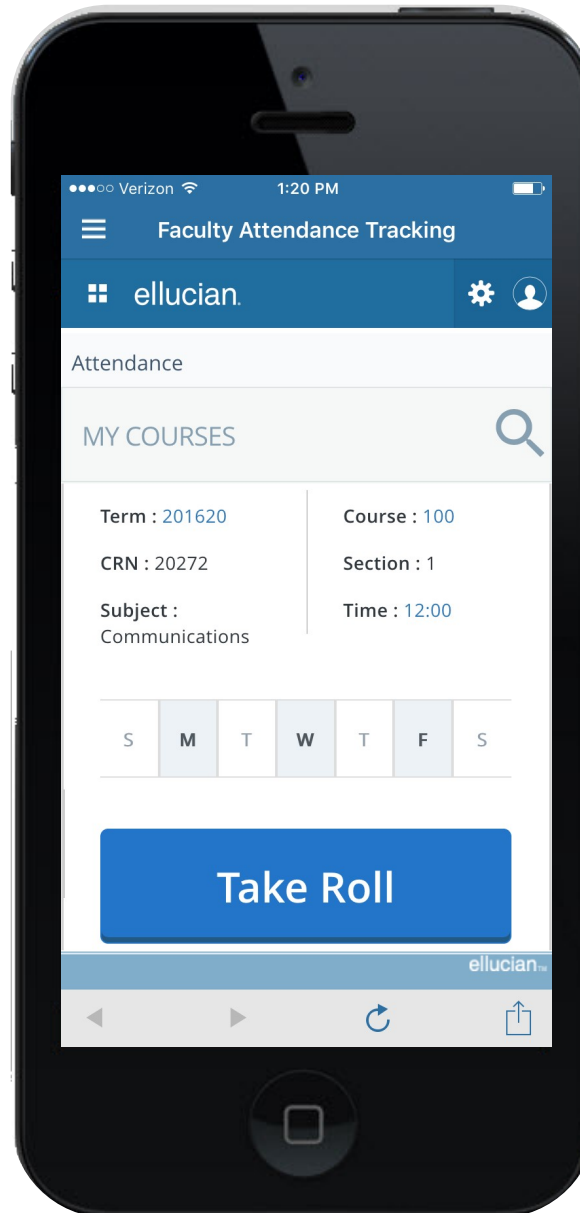 ●●●○○ Verizon 1:20 PM
Faculty Attendance Tracking
ellucian.
Attendance
MY COURSES
Term : 201620
Course : 100
CRN : 20272
Section : 1
Subject :
Communications
Time : 12:00
S M T W T F S
Take Roll
ellucian™